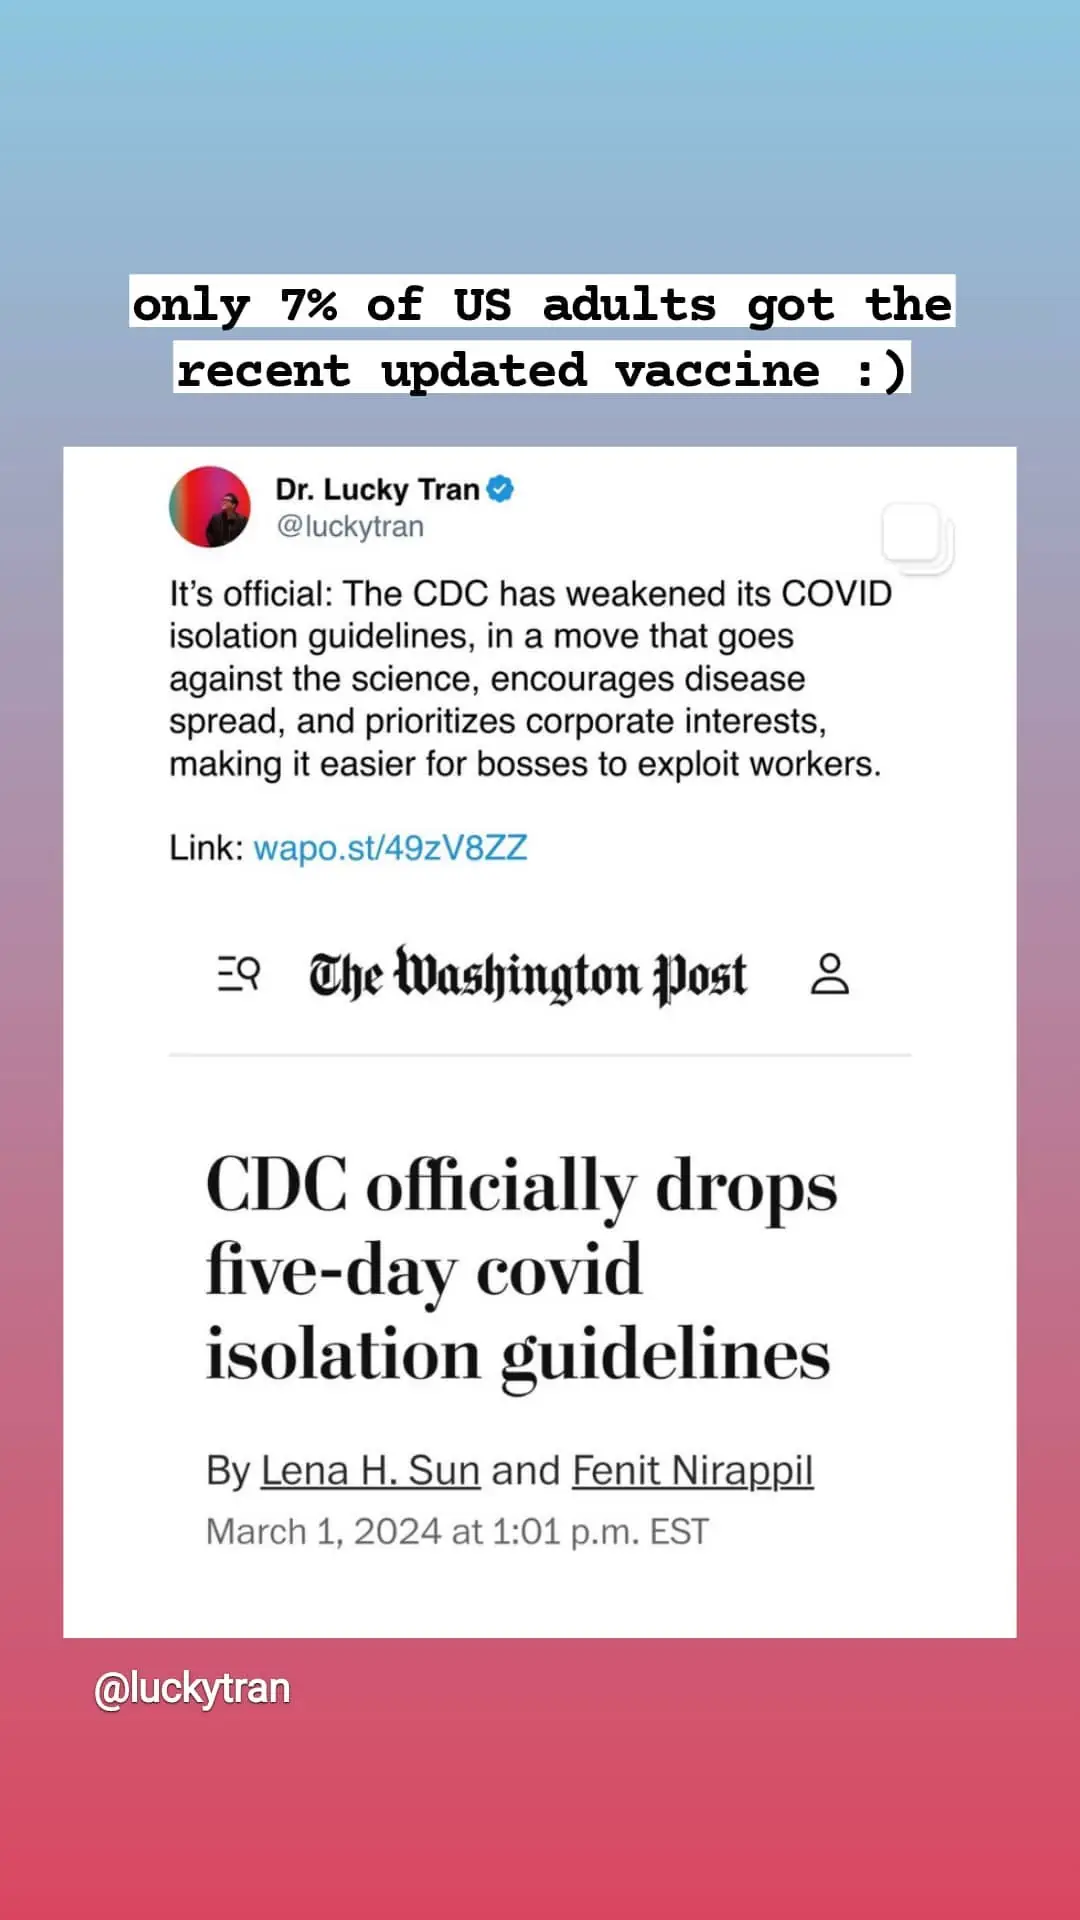 only 7% of US adults got the
recent updated vaccine :)
Dr. Lucky Tran
@luckytran
It’s official: The CDC has weakened its COVID
isolation guidelines, in a move that goes
against the science, encourages disease
spread, and prioritizes corporate interests,
making it easier for bosses to exploit workers.
Link: wapo.st/49zV8ZZ
The Washington Post
CDC officially drops
five-day covid
isolation guidelines
By Lena H. Sun and Fenit Nirappil
March 1, 2024 at 1:01 p.m. EST
@luckytran